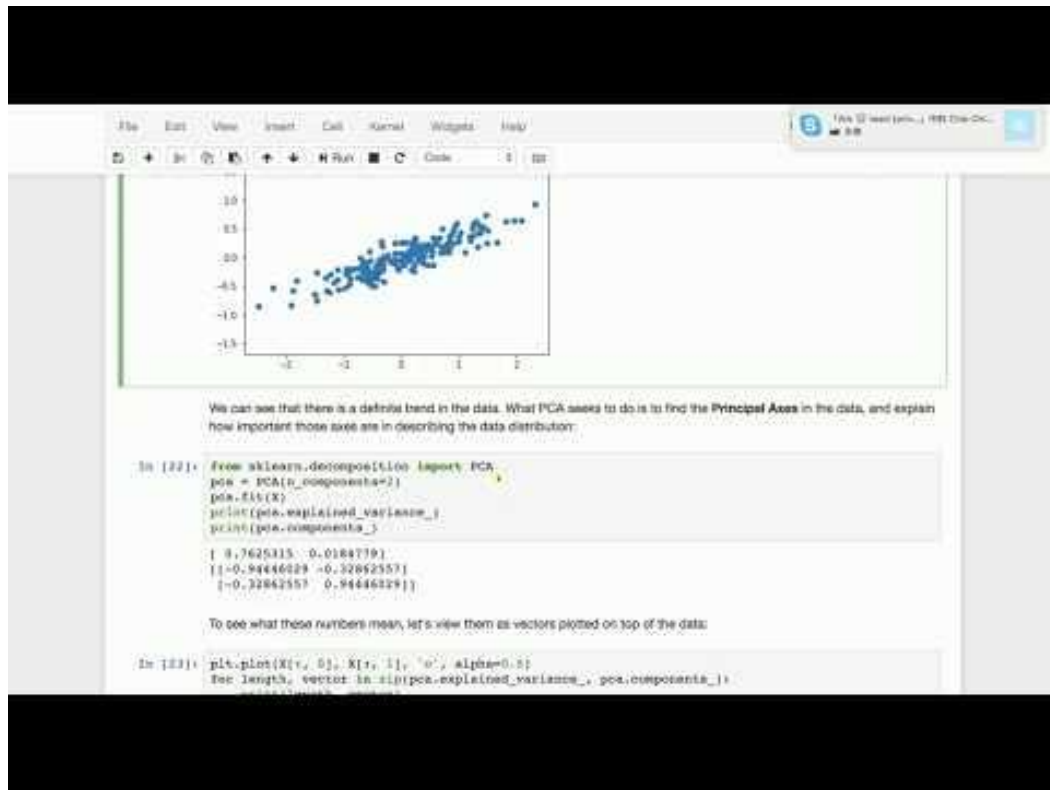 File Edit View Insert Cell Kernel Widgets Help
Run Code
1.0
0.5
0.0
-0.5
-1.0
-1.5
-2 -1 0 1 2
We can see that there is a definite trend in the data. What PCA seeks to do is to find the Principal Axes in the data, and explain
how important those axes are in describing the data distribution:
In [22]: from sklearn.decomposition import PCA
pca = PCA(n_components=2)
pca.fit(X)
print(pca.explained_variance_)
print(pca.components_)
[ 0.7625315 0.0184779]
[[-0.94446029 -0.32862557]
[-0.32862557 0.94446029]]
To see what these numbers mean, let's view them as vectors plotted on top of the data:
In [23]: plt.plot(X[:, 0], X[:, 1], 'o', alpha=0.5)
for length, vector in zip(pca.explained_variance_, pca.components_):